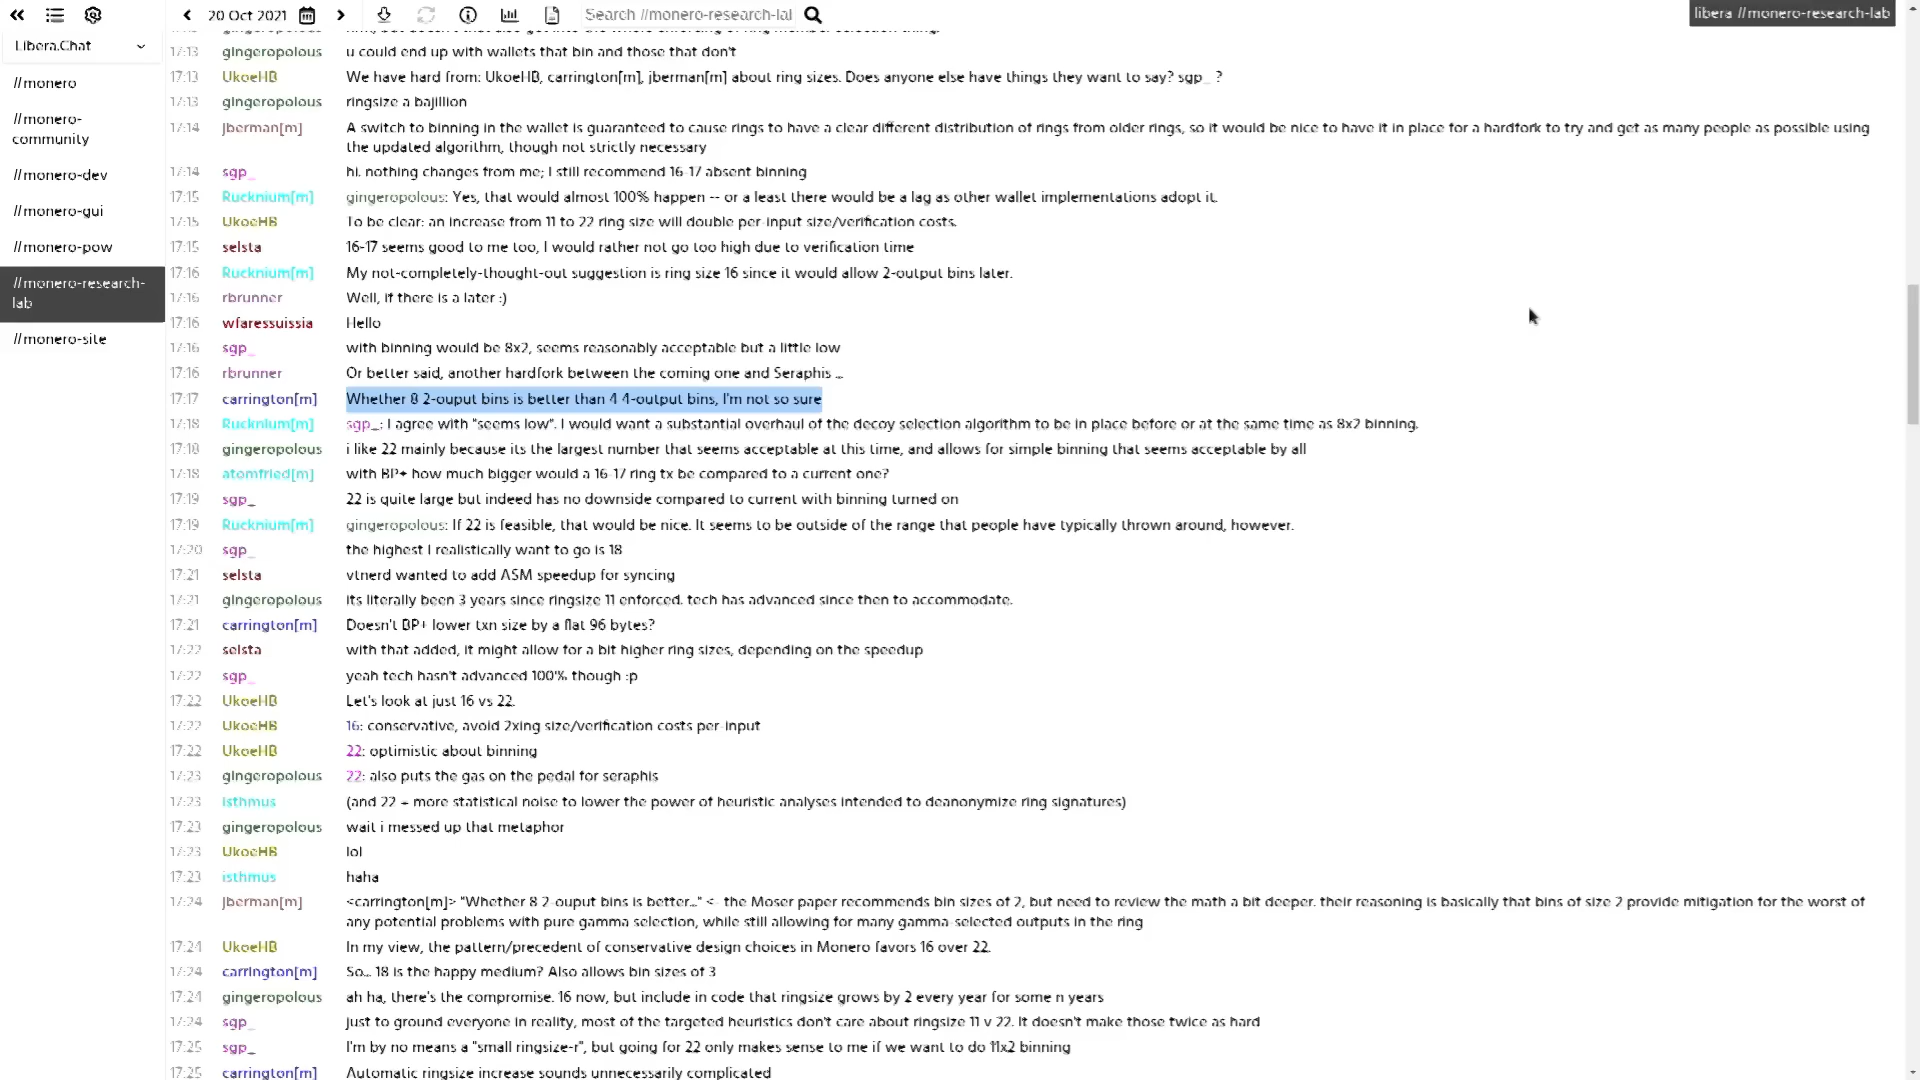 20 Oct 2021
Search //monero-research-lal
libera //monero-research-lab
Libera.Chat
//monero
//monero-
community
//monero-dev
//monero-gui
//monero-pow
//monero-research-
lab
//monero-site
17:13 gingeropolous u could end up with wallets that bin and those that don't
17:13 UkoeHB We have hard from: UkoeHB, carrington[m], jberman[m] about ring sizes. Does anyone else have things they want to say? sgp_ ?
17:13 gingeropolous ringsize a bajillion
17:14 jberman[m] A switch to binning in the wallet is guaranteed to cause rings to have a clear different distribution of rings from older rings, so it would be nice to have it in place for a hardfork to try and get as many people as possible using
the updated algorithm, though not strictly necessary
17:14 sgp_ hi. nothing changes from me; I still recommend 16-17 absent binning
17:15 Rucknium[m] gingeropolous: Yes, that would almost 100% happen -- or a least there would be a lag as other wallet implementations adopt it.
17:15 UkoeHB To be clear: an increase from 11 to 22 ring size will double per-input size/verification costs.
17:15 selsta 16-17 seems good to me too, I would rather not go too high due to verification time
17:16 Rucknium[m] My not-completely-thought-out suggestion is ring size 16 since it would allow 2-output bins later.
17:16 rbrunner Well, if there is a later :)
17:16 wfaressuissia Hello
17:16 sgp_ with binning would be 8x2, seems reasonably acceptable but a little low
17:16 rbrunner Or better said, another hardfork between the coming one and Seraphis ...
17:17 carrington[m] Whether 8 2-ouput bins is better than 4 4-output bins, I'm not so sure
17:18 Rucknium[m] sgp_: I agree with "seems low". I would want a substantial overhaul of the decoy selection algorithm to be in place before or at the same time as 8x2 binning.
17:18 gingeropolous i like 22 mainly because its the largest number that seems acceptable at this time, and allows for simple binning that seems acceptable by all
17:18 atomfried[m] with BP+ how much bigger would a 16-17 ring tx be compared to a current one?
17:19 sgp_ 22 is quite large but indeed has no downside compared to current with binning turned on
17:19 Rucknium[m] gingeropolous: If 22 is feasible, that would be nice. It seems to be outside of the range that people have typically thrown around, however.
17:20 sgp_ the highest I realistically want to go is 18
17:21 selsta vtnerd wanted to add ASM speedup for syncing
17:21 gingeropolous its literally been 3 years since ringsize 11 enforced. tech has advanced since then to accommodate.
17:21 carrington[m] Doesn't BP+ lower txn size by a flat 96 bytes?
17:22 selsta with that added, it might allow for a bit higher ring sizes, depending on the speedup
17:22 sgp_ yeah tech hasn't advanced 100% though :p
17:22 UkoeHB Let's look at just 16 vs 22.
17:22 UkoeHB 16: conservative, avoid 2xing size/verification costs per-input
17:22 UkoeHB 22: optimistic about binning
17:23 gingeropolous 22: also puts the gas on the pedal for seraphis
17:23 isthmus (and 22 = more statistical noise to lower the power of heuristic analyses intended to deanonymize ring signatures)
17:23 gingeropolous wait i messed up that metaphor
17:23 UkoeHB lol
17:23 isthmus haha
17:24 jberman[m] <carrington[m]> "Whether 8 2-ouput bins is better..." <- the Moser paper recommends bin sizes of 2, but need to review the math a bit deeper. their reasoning is basically that bins of size 2 provide mitigation for the worst of
any potential problems with pure gamma selection, while still allowing for many gamma-selected outputs in the ring
17:24 UkoeHB In my view, the pattern/precedent of conservative design choices in Monero favors 16 over 22.
17:24 carrington[m] So... 18 is the happy medium? Also allows bin sizes of 3
17:24 gingeropolous ah ha, there's the compromise. 16 now, but include in code that ringsize grows by 2 every year for some n years
17:24 sgp_ just to ground everyone in reality, most of the targeted heuristics don't care about ringsize 11 v 22. It doesn't make those twice as hard
17:25 sgp_ I'm by no means a "small ringsize-r", but going for 22 only makes sense to me if we want to do 11x2 binning
17:25 carrington[m] Automatic ringsize increase sounds unnecessarily complicated